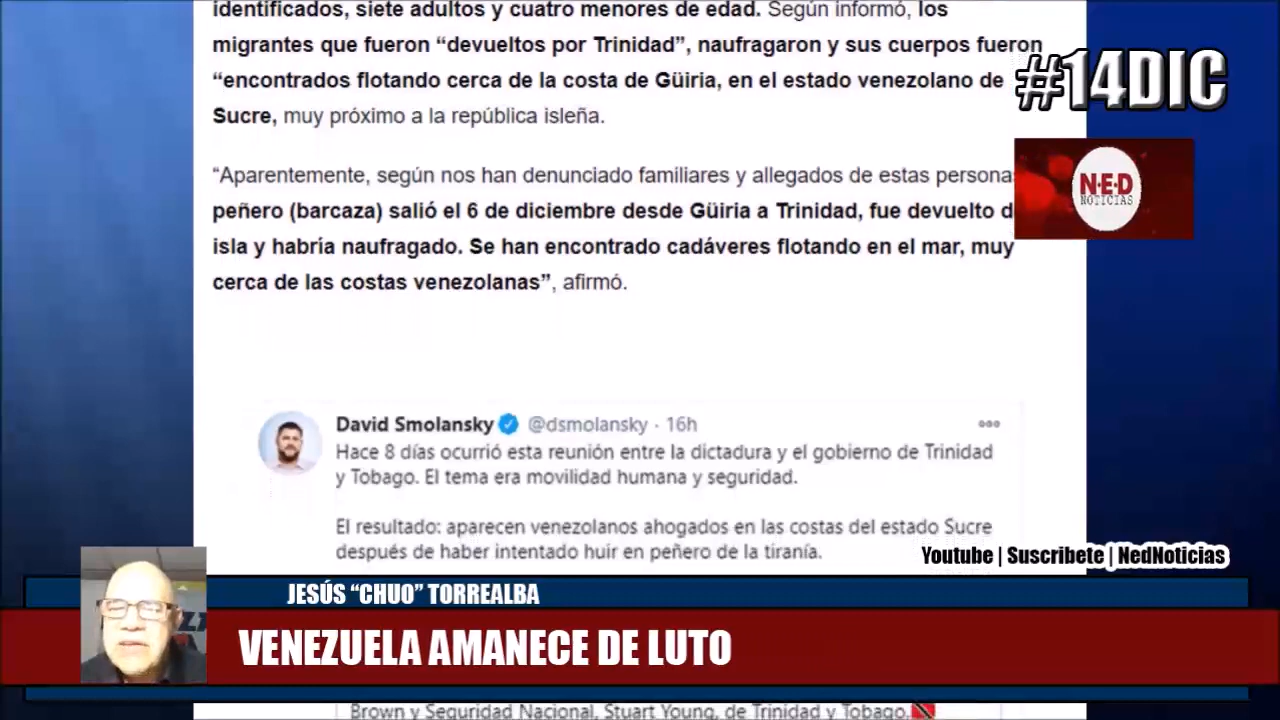 identificados, siete adultos y cuatro menores de edad. Según informó, los
migrantes que fueron “devueltos por Trinidad”, naufragaron y sus cuerpos fueron
“encontrados flotando cerca de la costa de Güiria, en el estado venezolano de
Sucre, muy próximo a la república isleña.
#14DIC
N·E·D
NOTICIAS
“Aparentemente, según nos han denunciado familiares y allegados de estas
peñero (barcaza) salió el 6 de diciembre desde Güiria a Trinidad, fue devuelto
isla y habría naufragado. Se han encontrado cadáveres flotando en el mar, muy
cerca de las costas venezolanas”, afirmó.
David Smolansky @dsmolansky · 16h
Hace 8 días ocurrió esta reunión entre la dictadura y el gobierno de Trinidad
y Tobago. El tema era movilidad humana y seguridad.
El resultado: aparecen venezolanos ahogados en las costas del estado Sucre
después de haber intentado huir en peñero de la tiranía.
Youtube | Suscribete | NedNoticias
JESÚS “CHUO” TORREALBA
VENEZUELA AMANECE DE LUTO
Brown y Seguridad Nacional, Stuart Young, de Trinidad y Tobago.